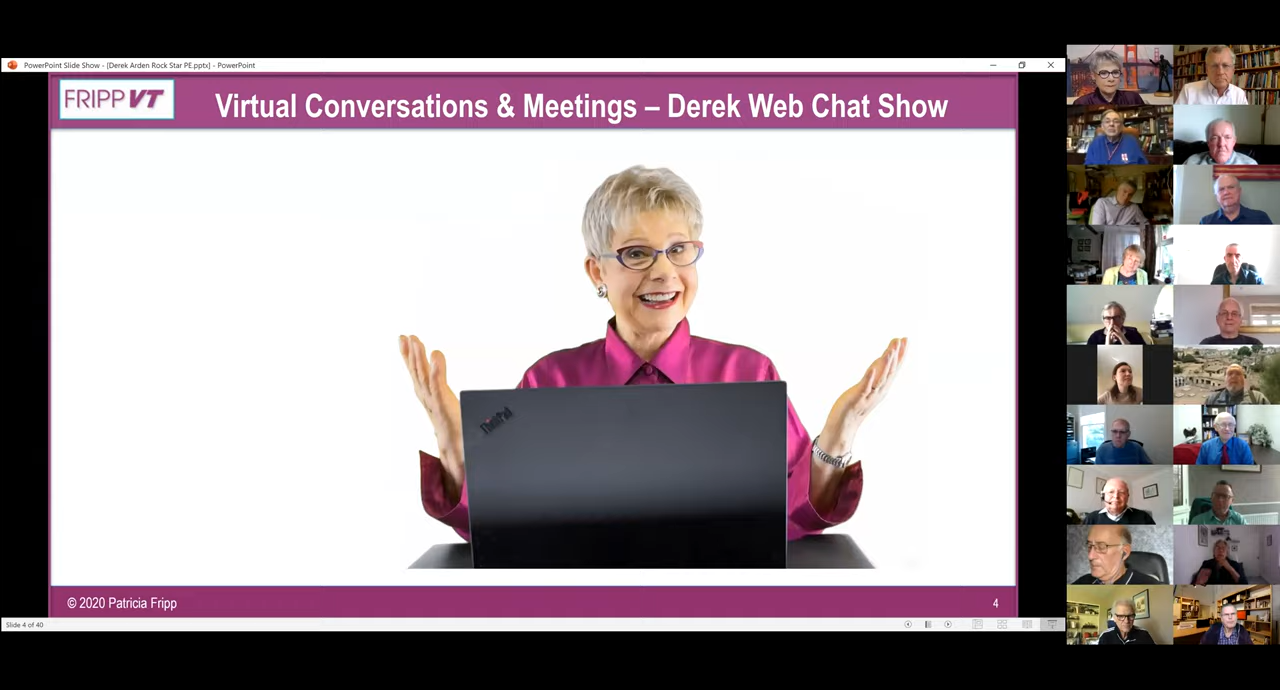 PowerPoint Slide Show - [Derek Arden Rock Star PE.pptx] - PowerPoint
FRIPP VT
Virtual Conversations & Meetings – Derek Web Chat Show
ThinkPad
© 2020 Patricia Fripp
4
Slide 4 of 40